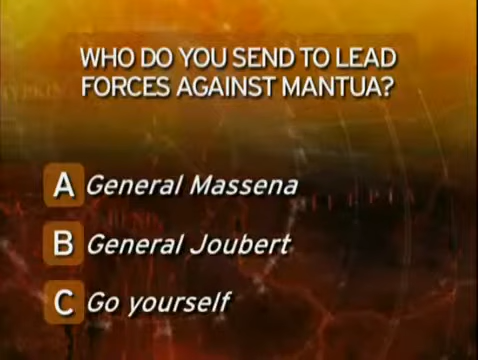 WHO DO YOU SEND TO LEAD
FORCES AGAINST MANTUA?
A General Massena
B General Joubert
C Go yourself